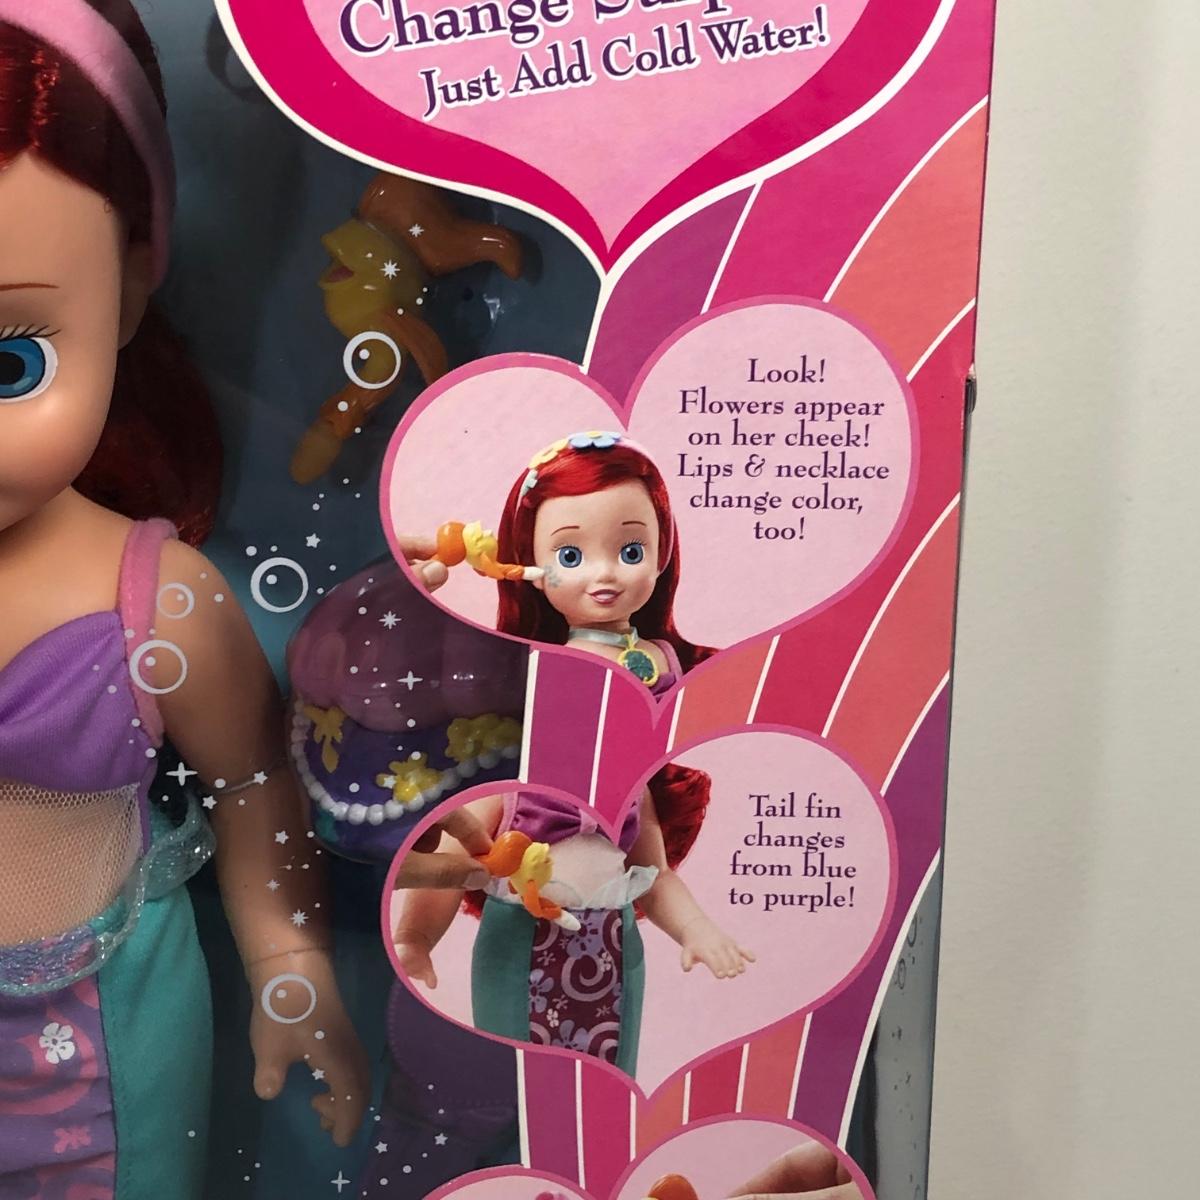 Change
Just Add Cold Water!
Look!
Flowers appear
on her cheek!
Lips & necklace
change color,
too!
Tail fin
changes
from blue
to purple!